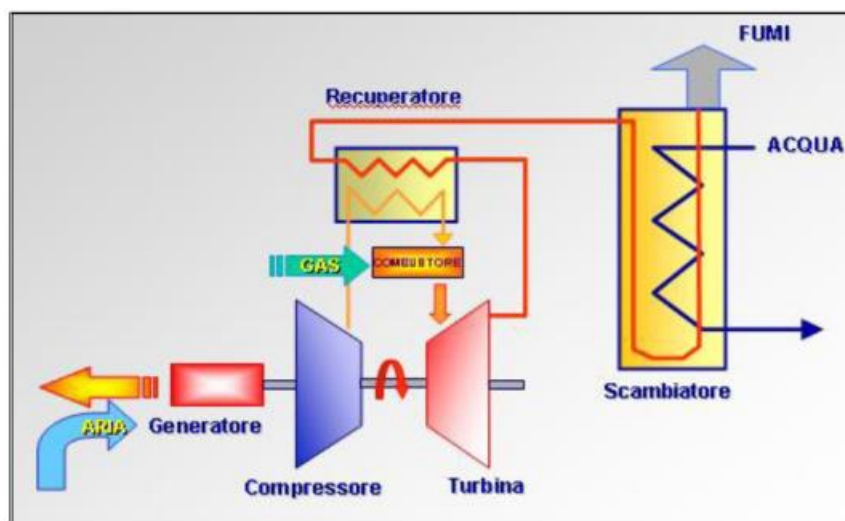 FUMI
Recuperatore
ACQUA
GAS
COMBUSTORE
ARIA
Generatore
Scambiatore
Compressore
Turbina